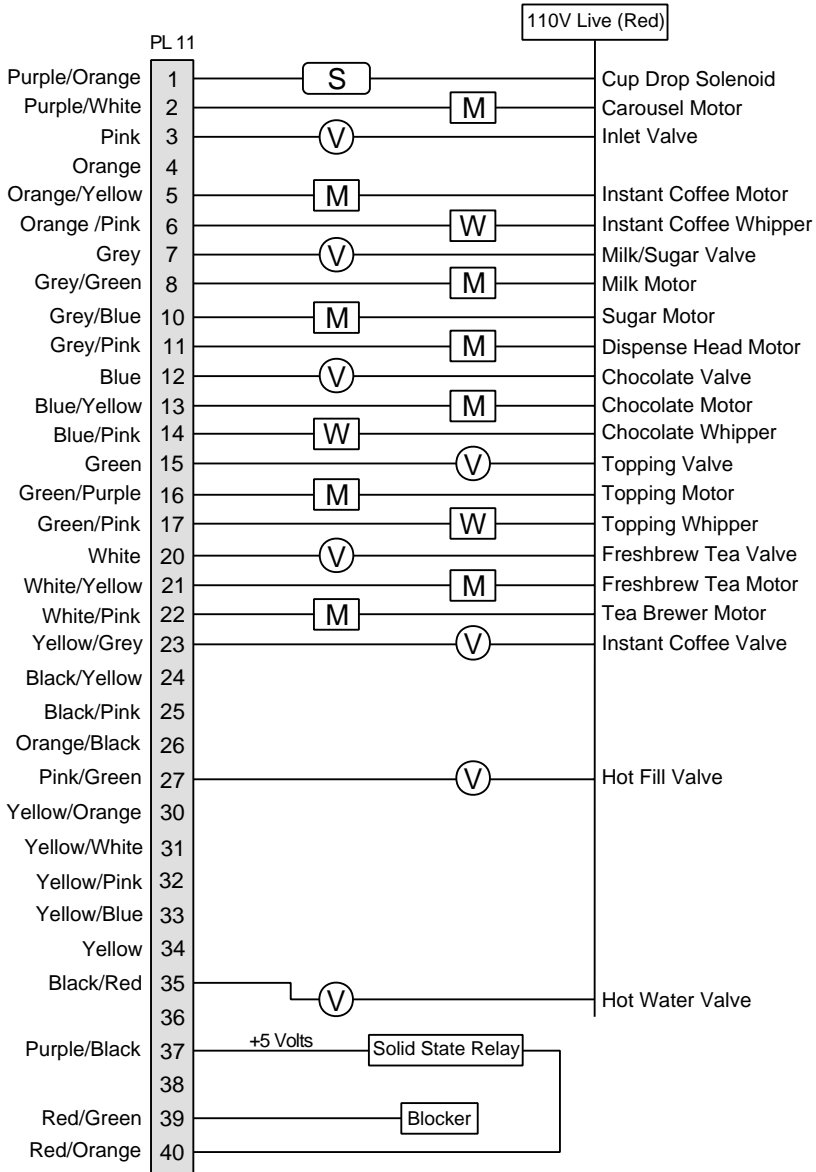 110V Live (Red)
PL 11
Purple/Orange 1 S Cup Drop Solenoid
Purple/White 2 M Carousel Motor
Pink 3 V Inlet Valve
Orange 4
Orange/Yellow 5 M Instant Coffee Motor
Orange /Pink 6 W Instant Coffee Whipper
Grey 7 V Milk/Sugar Valve
Grey/Green 8 M Milk Motor
Grey/Blue 10 M Sugar Motor
Grey/Pink 11 M Dispense Head Motor
Blue 12 V Chocolate Valve
Blue/Yellow 13 M Chocolate Motor
Blue/Pink 14 W Chocolate Whipper
Green 15 V Topping Valve
Green/Purple 16 M Topping Motor
Green/Pink 17 W Topping Whipper
White 20 V Freshbrew Tea Valve
White/Yellow 21 M Freshbrew Tea Motor
White/Pink 22 M Tea Brewer Motor
Yellow/Grey 23 V Instant Coffee Valve
Black/Yellow 24
Black/Pink 25
Orange/Black 26
Pink/Green 27 V Hot Fill Valve
Yellow/Orange 30
Yellow/White 31
Yellow/Pink 32
Yellow/Blue 33
Yellow 34
Black/Red 35 V Hot Water Valve
36
Purple/Black 37 +5 Volts Solid State Relay
38
Red/Green 39 Blocker
Red/Orange 40